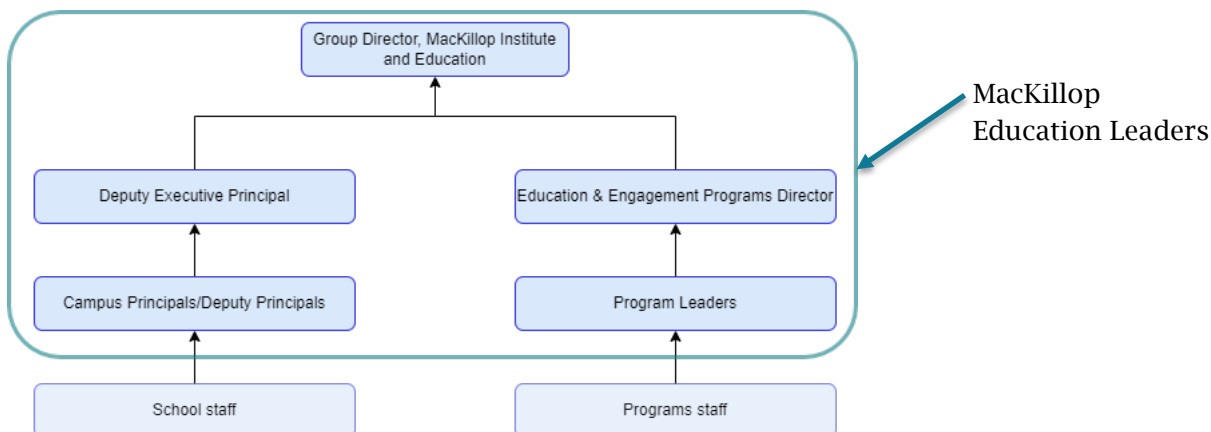 Group Director, MacKillop Institute
and Education
MacKillop
Education Leaders
Deputy Executive Principal
Education & Engagement Programs Director
Campus Principals/Deputy Principals
Program Leaders
School staff
Programs staff